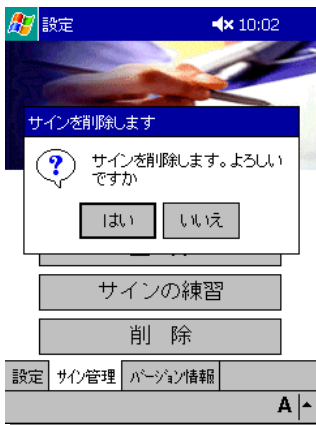 設定 10:02
サインを削除します
サインを削除します。よろしい
ですか
はい いいえ
サインの練習
削 除
設定 サイン管理 バージョン情報
A